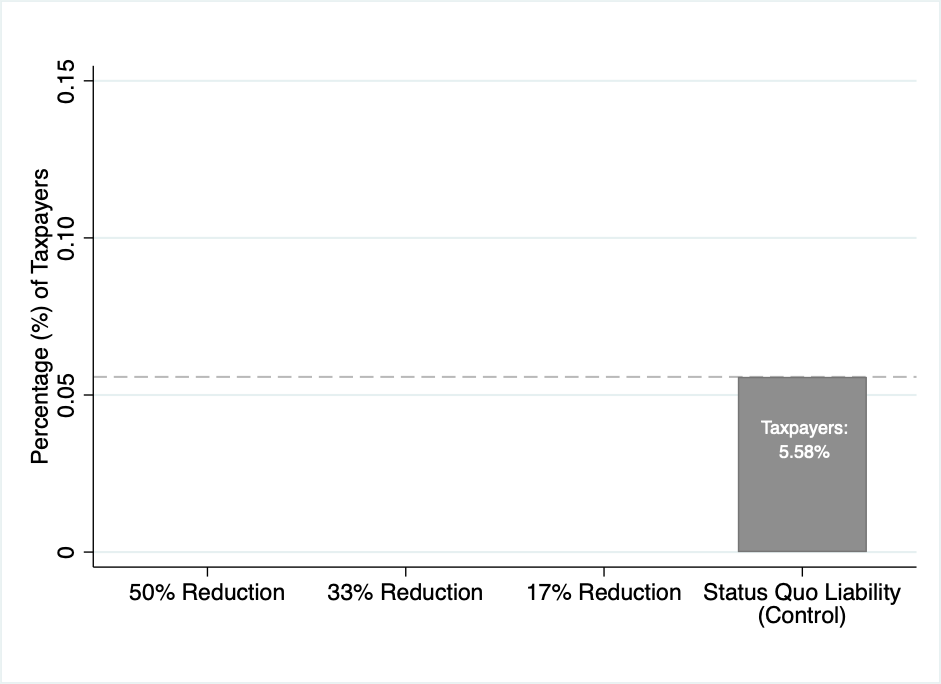 Percentage (%) of Taxpayers
0.15
0.10
0.05
0
Taxpayers:
5.58%
50% Reduction
33% Reduction
17% Reduction
Status Quo Liability
(Control)